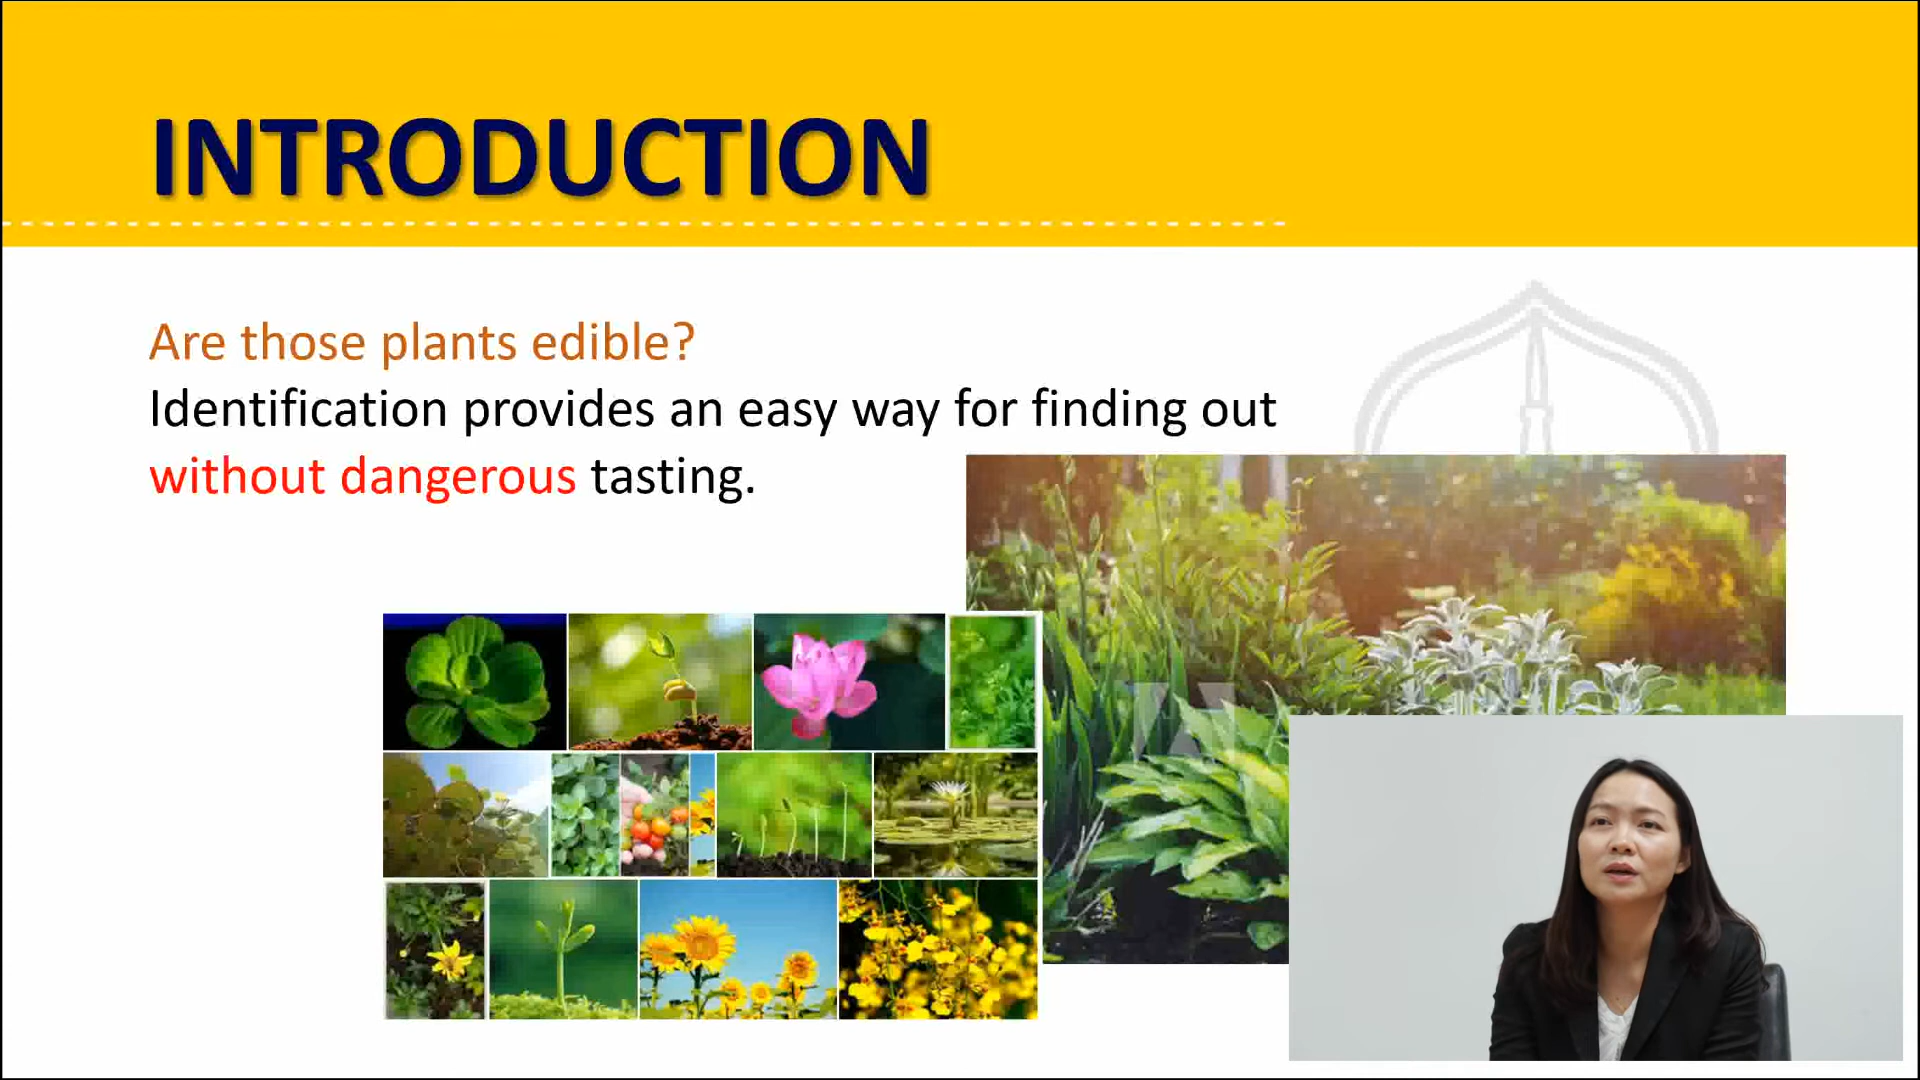 INTRODUCTION
Are those plants edible?
Identification provides an easy way for finding out
without dangerous tasting.